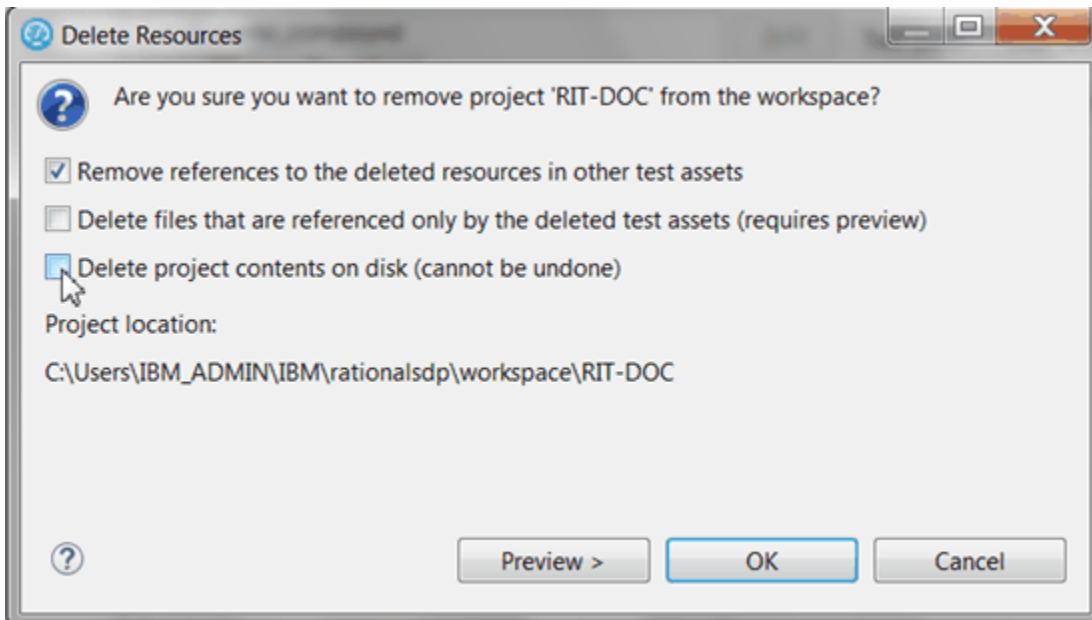 Delete Resources
Are you sure you want to remove project 'RIT-DOC' from the workspace?
Remove references to the deleted resources in other test assets
Delete files that are referenced only by the deleted test assets (requires preview)
Delete project contents on disk (cannot be undone)
Project location:
C:\Users\IBM_ADMIN\IBM\rationalsdp\workspace\RIT-DOC
Preview > OK Cancel